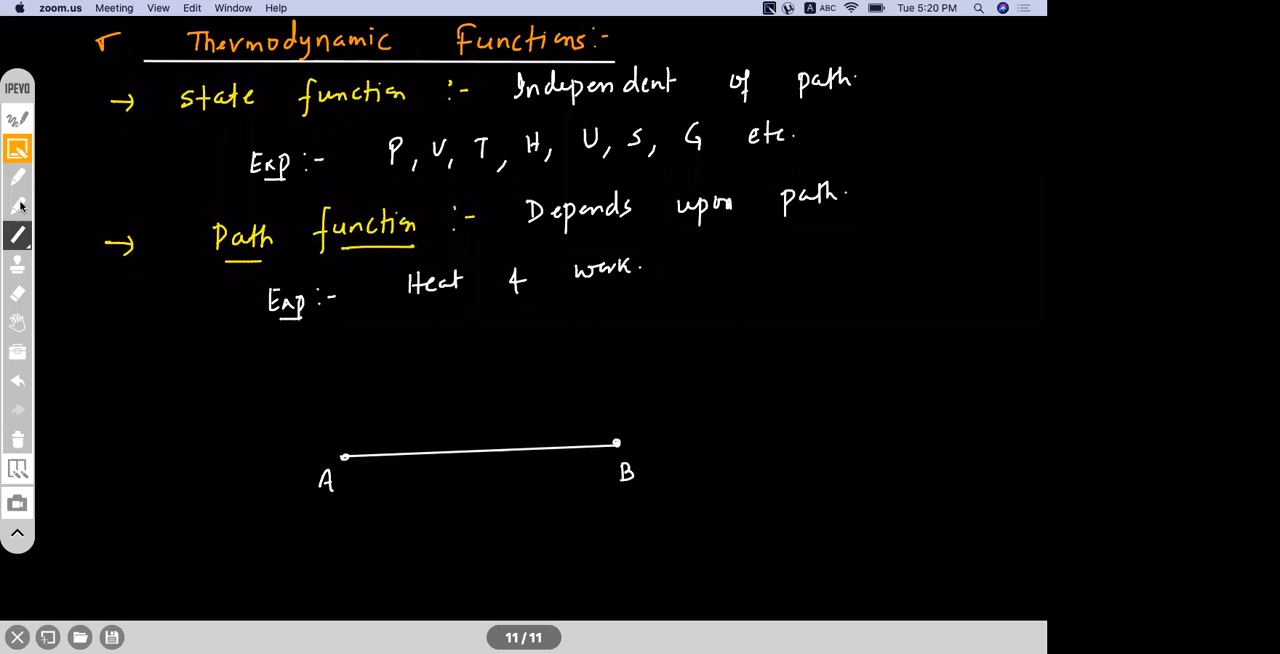 zoom.us Meeting View Edit Window Help A ABC Tue 5:20 PM
IPEVO
Thermodynamic Functions:-
→ State function :- Independent of path.
Exp :- P, V, T, H, U, S, G etc.
→ Path function :- Depends upon path.
Exp :- Heat & work.
A B
11 / 11